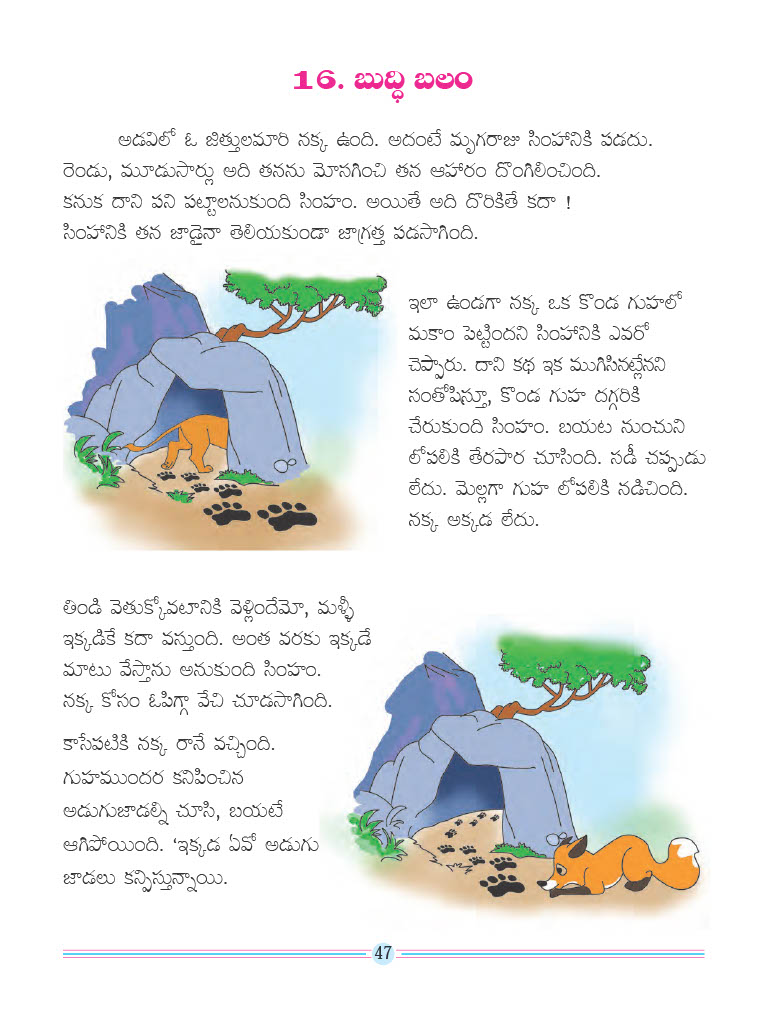 16. బుద్ధి బలం
అడవిలో ఓ జిత్తులమారి నక్క ఉంది. అదంటే మృగరాజు సింహానికి పడదు.
రెండు, మూడుసార్లు అది తనను మోసగించి తన ఆహారం దొంగిలించింది.
కనుక దాని పని పట్టాలనుకుంది సింహం. అయితే అది దొరికితే కదా !
సింహానికి తన జాడైనా తెలియకుండా జాగ్రత్త పడసాగింది.
ఇలా ఉండగా నక్క ఒక కొండ గుహలో
మకాం పెట్టిందని సింహానికి ఎవరో
చెప్పారు. దాని కథ ఇక ముగిసినట్లేనని
సంతోషిస్తూ, కొండ గుహ దగ్గరికి
చేరుకుంది సింహం. బయట నుంచుని
లోపలికి తేరపార చూసింది. సడీ చప్పుడు
లేదు. మెల్లగా గుహ లోపలికి నడిచింది.
నక్క అక్కడ లేదు.
తిండి వెతుక్కోవటానికి వెళ్లిందేమో, మళ్ళీ
ఇక్కడికే కదా వస్తుంది. అంత వరకు ఇక్కడే
మాటు వేస్తాను అనుకుంది సింహం.
నక్క కోసం ఓపిగ్గా వేచి చూడసాగింది.
కాసేపటికి నక్క రానే వచ్చింది.
గుహముందర కనిపించిన
అడుగుజాడల్ని చూసి, బయటే
ఆగిపోయింది. ‘ఇక్కడ ఏవో అడుగు
జాడలు కన్పిస్తున్నాయి.
47